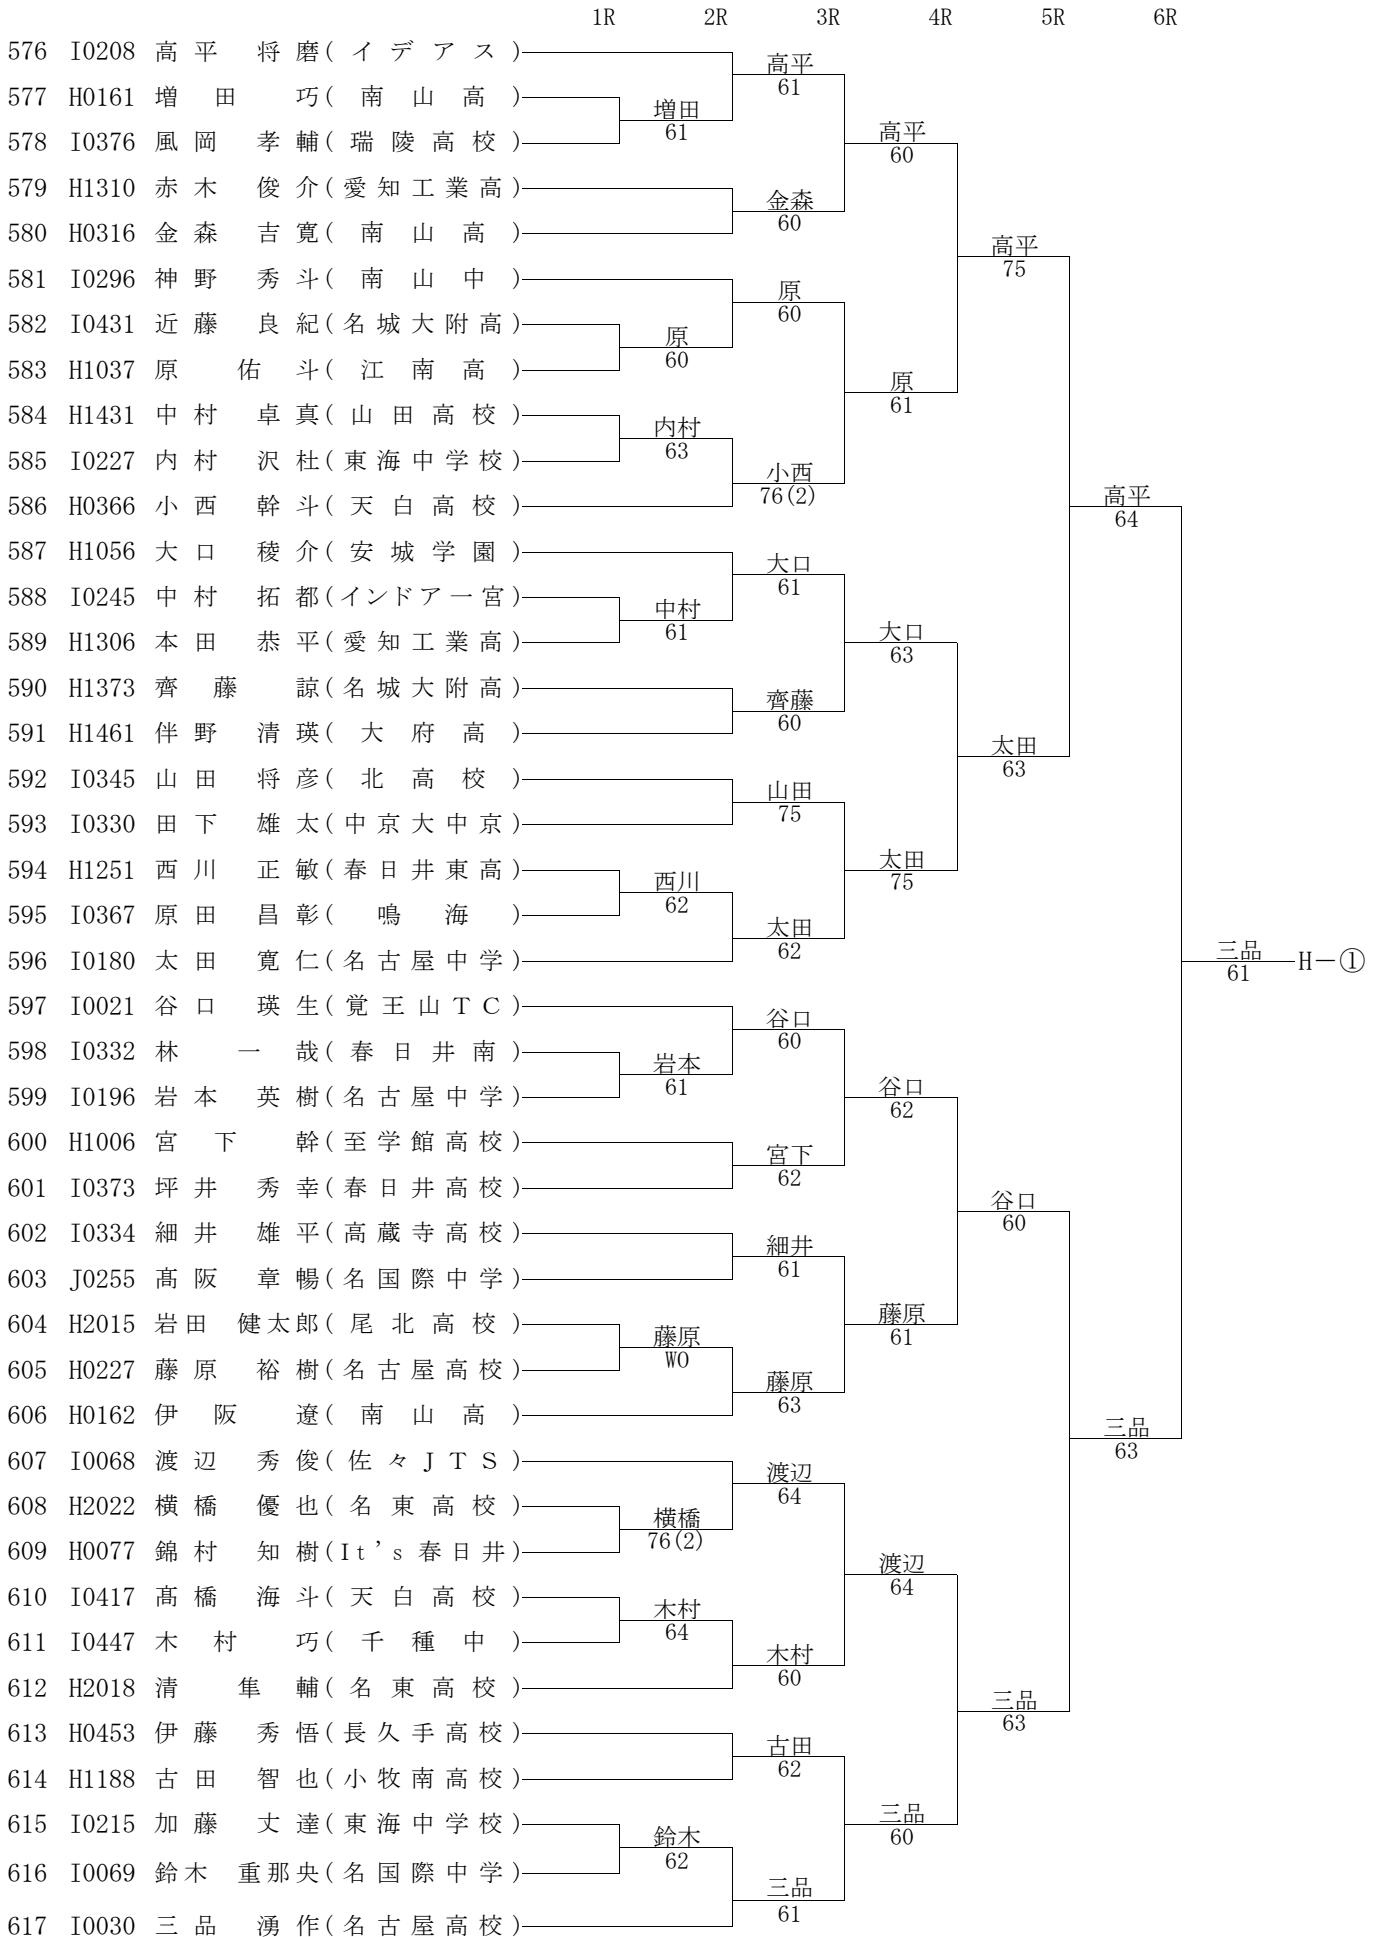 1R 2R 3R 4R 5R 6R
576 I0208 高平 将磨(イデアス)
高平
61
577 H0161 増田 巧(南山高)
増田
61
578 I0376 風岡 孝輔(瑞陵高校)
高平
60
579 H1310 赤木 俊介(愛知工業高)
金森
60
580 H0316 金森 吉寛(南山高)
高平
75
581 I0296 神野 秀斗(南山中)
原
60
582 I0431 近藤 良紀(名城大附高)
原
60
583 H1037 原 佑斗(江南高)
原
61
584 H1431 中村 卓真(山田高校)
内村
63
585 I0227 内村 沢杜(東海中学校)
小西
76(2)
586 H0366 小西 幹斗(天白高校)
高平
64
587 H1056 大口 稜介(安城学園)
大口
61
588 I0245 中村 拓都(インドア一宮)
中村
61
589 H1306 本田 恭平(愛知工業高)
大口
63
590 H1373 齊藤 諒(名城大附高)
齊藤
60
591 H1461 伴野 清瑛(大府高)
太田
63
592 I0345 山田 将彦(北高校)
山田
75
593 I0330 田下 雄太(中京大中京)
太田
75
594 H1251 西川 正敏(春日井東高)
西川
62
595 I0367 原田 昌彰(鳴海)
太田
62
596 I0180 太田 寛仁(名古屋中学)
三品
61
H－①
597 I0021 谷口 瑛生(覚王山ＴＣ)
谷口
60
598 I0332 林 一哉(春日井南)
岩本
61
599 I0196 岩本 英樹(名古屋中学)
谷口
62
600 H1006 宮下 幹(至学館高校)
宮下
62
601 I0373 坪井 秀幸(春日井高校)
谷口
60
602 I0334 細井 雄平(高蔵寺高校)
細井
61
603 J0255 髙阪 章暢(名国際中学)
藤原
61
604 H2015 岩田 健太郎(尾北高校)
藤原
WO
605 H0227 藤原 裕樹(名古屋高校)
藤原
63
606 H0162 伊阪 遼(南山高)
三品
63
607 I0068 渡辺 秀俊(佐々ＪＴＳ)
渡辺
64
608 H2022 横橋 優也(名東高校)
横橋
76(2)
609 H0077 錦村 知樹(It’s春日井)
渡辺
64
610 I0417 髙橋 海斗(天白高校)
木村
64
611 I0447 木村 巧(千種中)
木村
60
612 H2018 清 隼輔(名東高校)
三品
63
613 H0453 伊藤 秀悟(長久手高校)
古田
62
614 H1188 古田 智也(小牧南高校)
三品
60
615 I0215 加藤 丈達(東海中学校)
鈴木
62
616 I0069 鈴木 重那央(名国際中学)
三品
61
617 I0030 三品 湧作(名古屋高校)